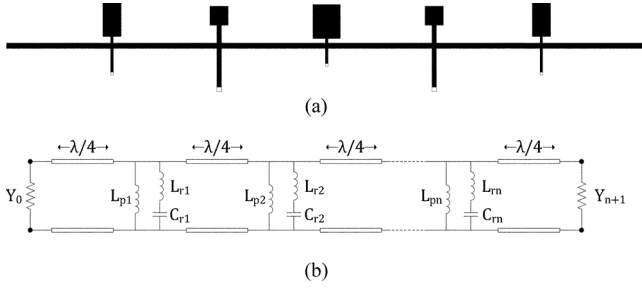 (a)
←λ/4→ ←λ/4→ ←λ/4→ ←λ/4→
Y0 Lp1 Lr1 Cr1 Lp2 Lr2 Cr2 Lpn Lrn Crn Yn+1
(b)